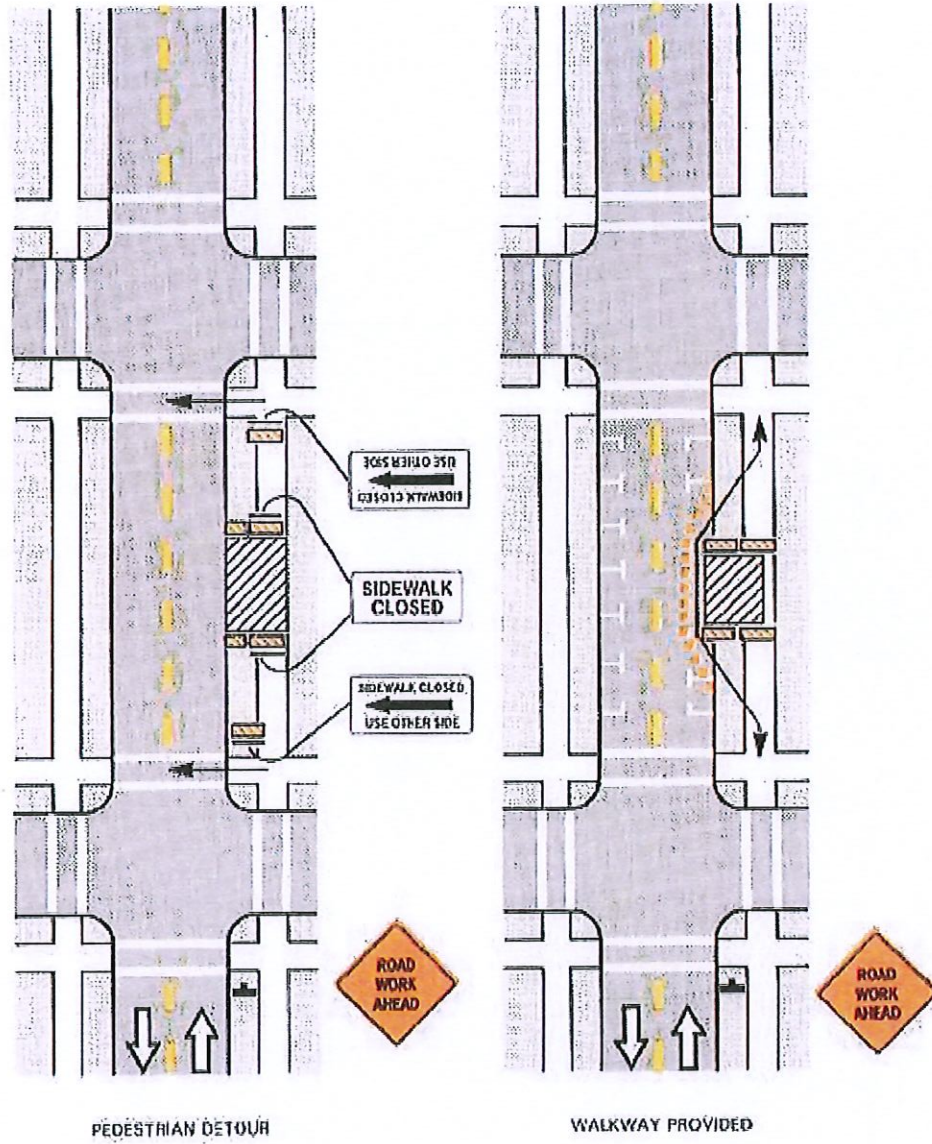 SIDEWALK CLOSED
USE OTHER SIDE
SIDEWALK
CLOSED
SIDEWALK CLOSED
USE OTHER SIDE
ROAD
WORK
AHEAD
PEDESTRIAN DETOUR
ROAD
WORK
AHEAD
WALKWAY PROVIDED